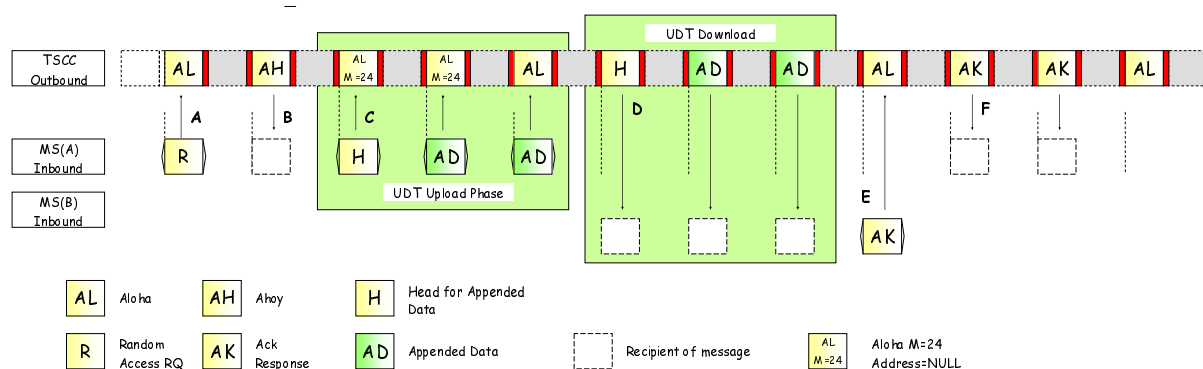 UDT Download
TSCC
Outbound
AL
AH
AL
M=24
AL
M=24
AL
H
AD
AD
AL
AK
AK
AL
A
B
C
D
F
MS(A)
Inbound
R
H
AD
AD
UDT Upload Phase
MS(B)
Inbound
E
AK
AL
Aloha
AH
Ahoy
H
Head for Appended
Data
R
Random
Access RQ
AK
Ack
Response
AD
Appended Data
Recipient of message
AL
M=24
Aloha M=24
Address=NULL